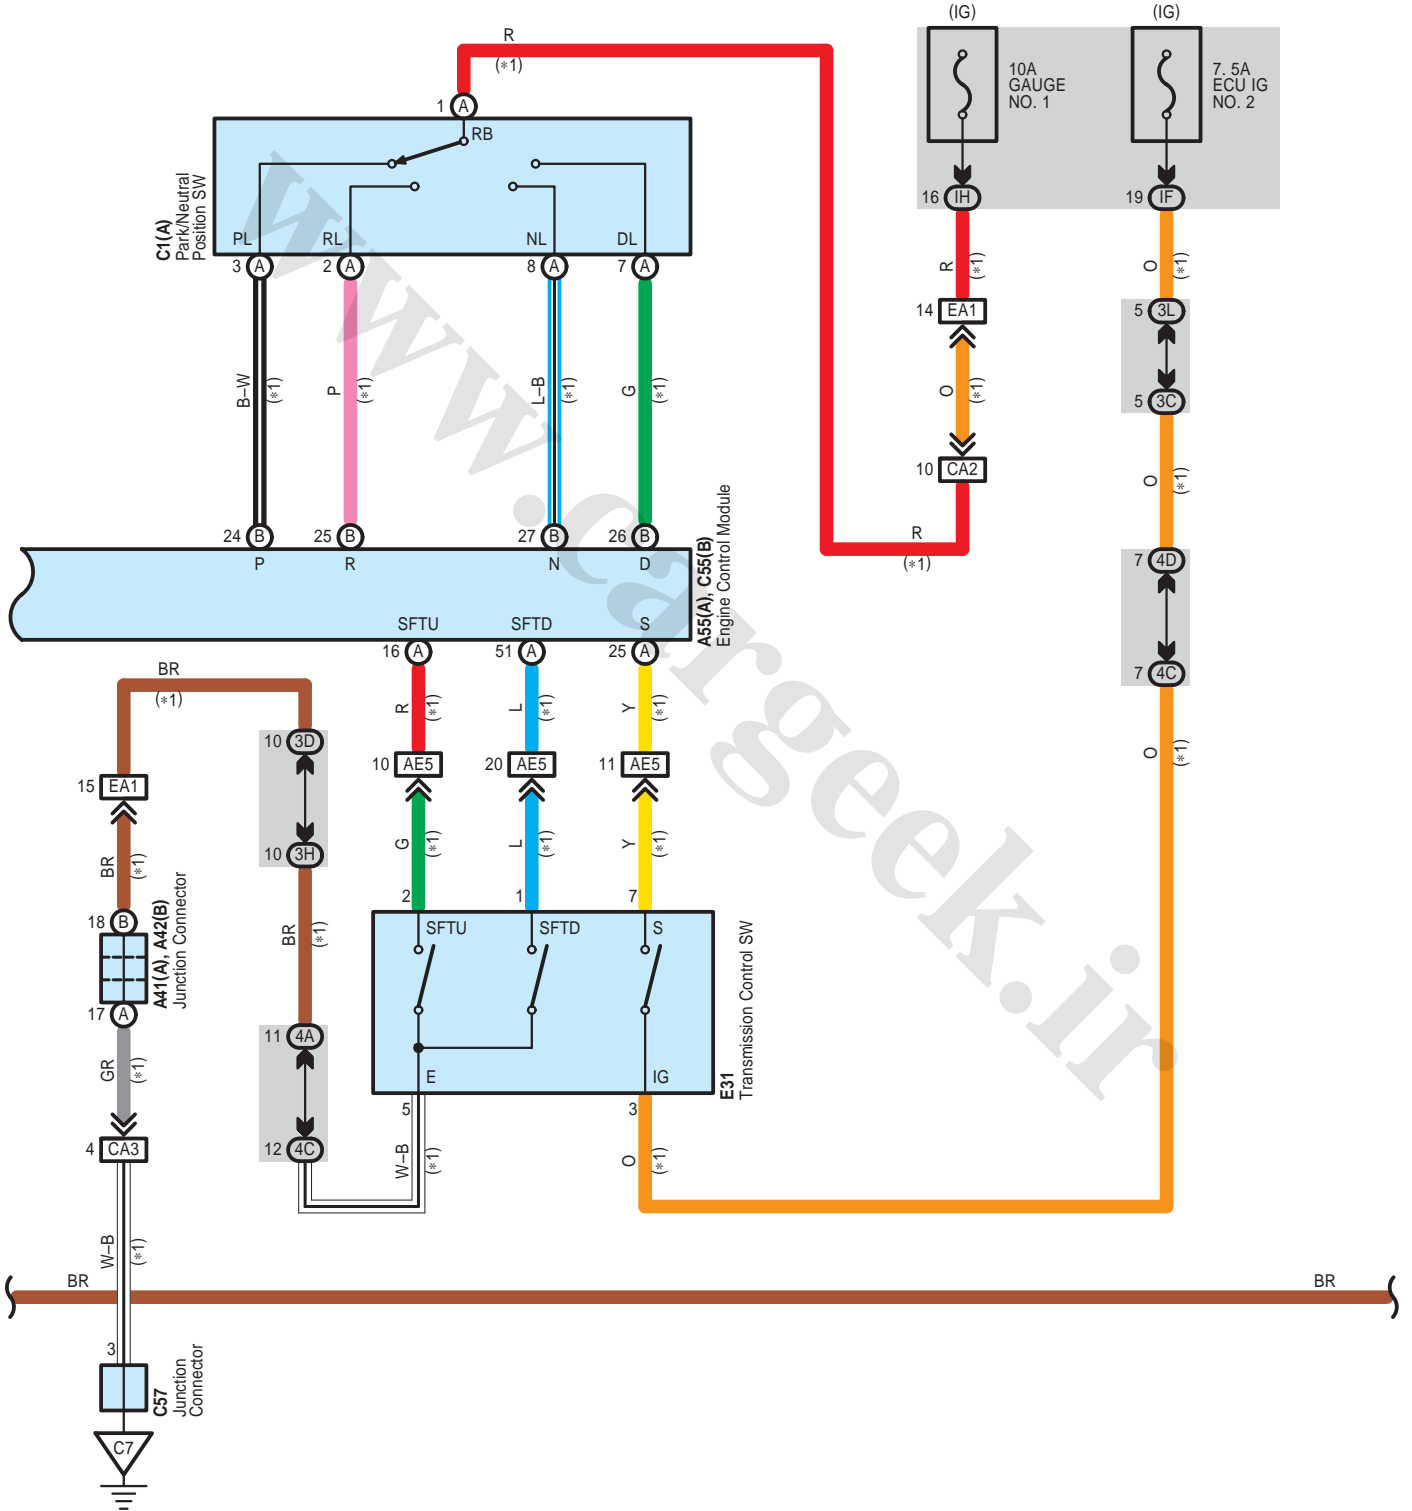 (IG)
(IG)
10A
GAUGE
NO. 1
7. 5A
ECU IG
NO. 2
R
(*1)
1 A
RB
C1(A)
Park/Neutral
Position SW
PL RL NL DL
3 A
2 A
8 A
7 A
16 IH
19 IF
R
(*1)
O
(*1)
14 EA1
5 3L
B–W
(*1)
P
(*1)
L–B
(*1)
G
(*1)
O
(*1)
5 3C
10 CA2
O
(*1)
24 B
25 B
27 B
26 B
R
(*1)
P R N D
7 4D
A55(A), C55(B)
Engine Control Module
SFTU SFTD S
16 A
51 A
25 A
7 4C
BR
(*1)
R
(*1)
L
(*1)
Y
(*1)
O
(*1)
10 3D
15 EA1
10 AE5
20 AE5
11 AE5
10 3H
BR
(*1)
G
(*1)
L
(*1)
Y
(*1)
2 1 7
18 B
A41(A), A42(B)
Junction Connector
17 A
BR
(*1)
SFTU SFTD S
E31
Transmission Control SW
E IG
11 4A
GR
(*1)
5 3
4 CA3
12 4C
W–B
(*1)
O
(*1)
W–B
(*1)
BR
BR
3
C57
Junction
Connector
C7
www.cargeek.ir